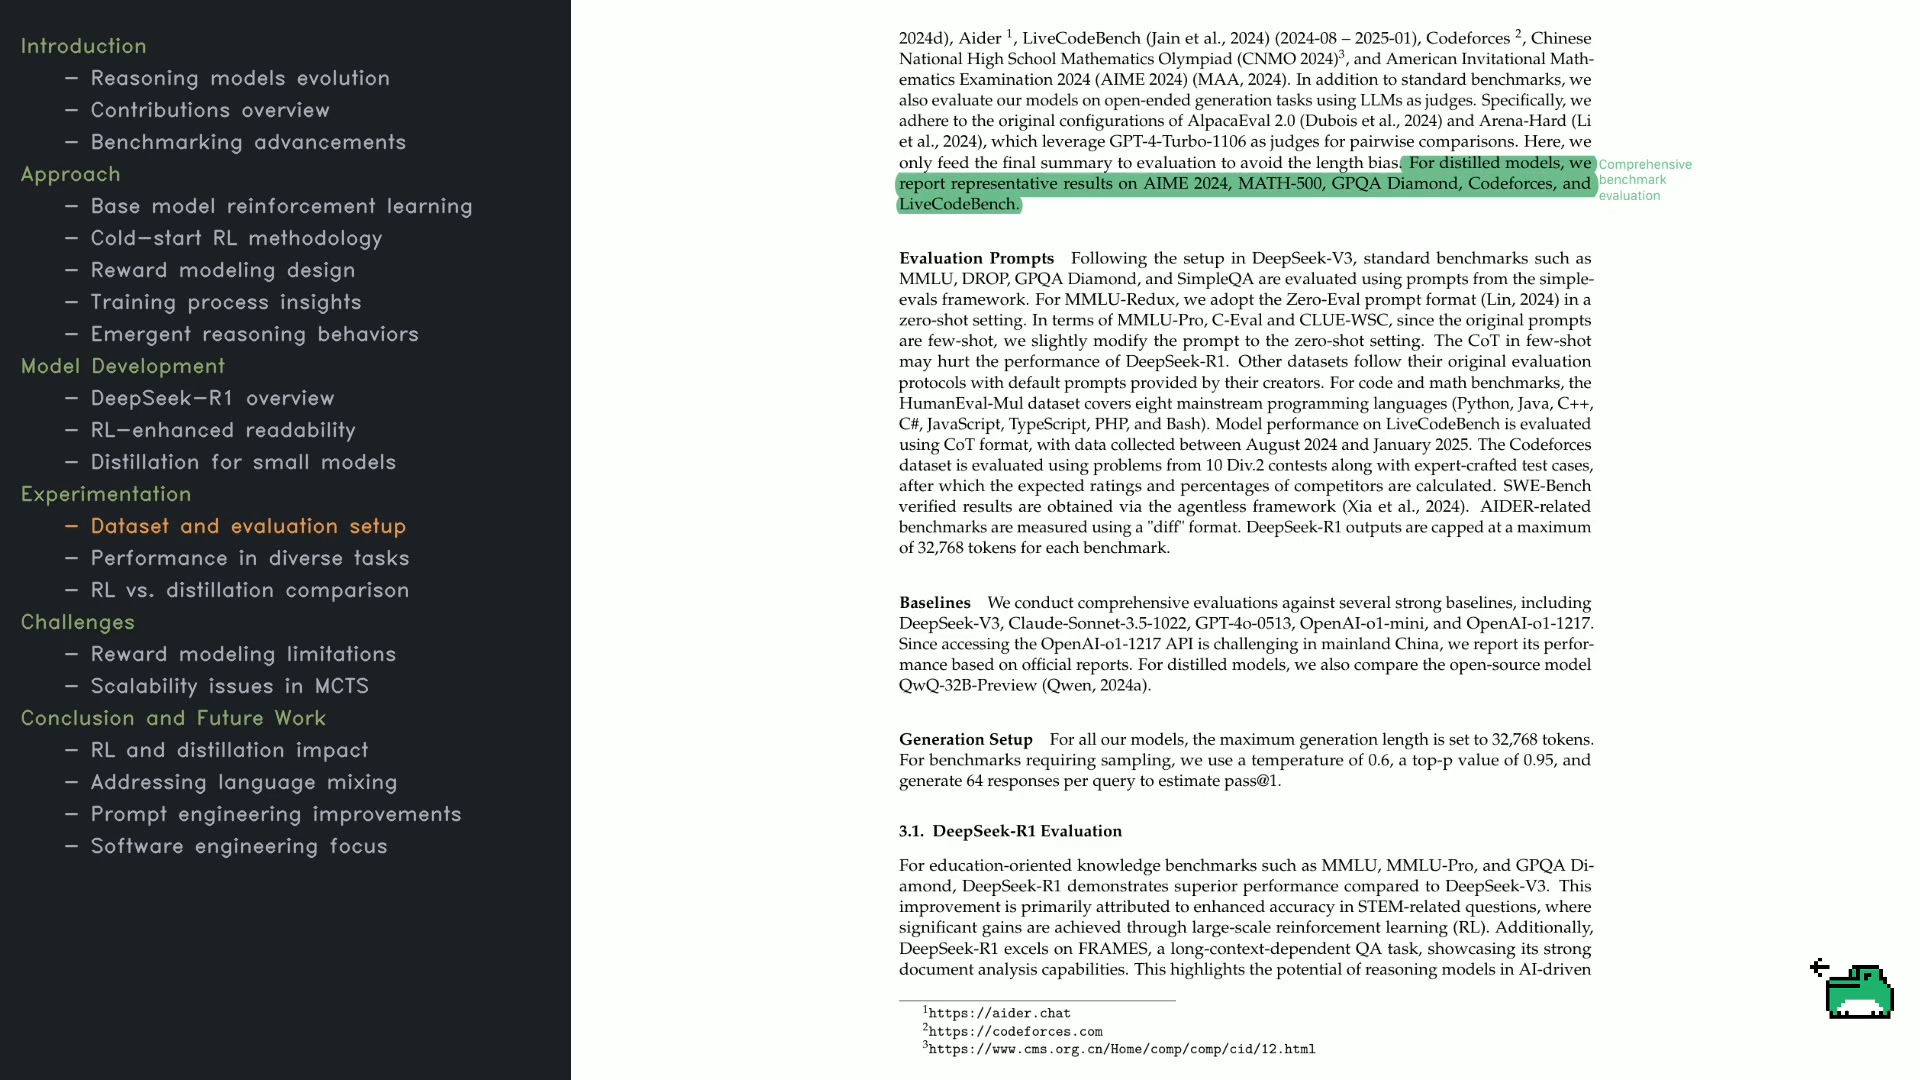 Introduction
– Reasoning models evolution
– Contributions overview
– Benchmarking advancements
Approach
– Base model reinforcement learning
– Cold–start RL methodology
– Reward modeling design
– Training process insights
– Emergent reasoning behaviors
Model Development
– DeepSeek–R1 overview
– RL–enhanced readability
– Distillation for small models
Experimentation
– Dataset and evaluation setup
– Performance in diverse tasks
– RL vs. distillation comparison
Challenges
– Reward modeling limitations
– Scalability issues in MCTS
Conclusion and Future Work
– RL and distillation impact
– Addressing language mixing
– Prompt engineering improvements
– Software engineering focus
2024d), Aider 1, LiveCodeBench (Jain et al., 2024) (2024-08 – 2025-01), Codeforces 2, Chinese
National High School Mathematics Olympiad (CNMO 2024)3, and American Invitational Math-
ematics Examination 2024 (AIME 2024) (MAA, 2024). In addition to standard benchmarks, we
also evaluate our models on open-ended generation tasks using LLMs as judges. Specifically, we
adhere to the original configurations of AlpacaEval 2.0 (Dubois et al., 2024) and Arena-Hard (Li
et al., 2024), which leverage GPT-4-Turbo-1106 as judges for pairwise comparisons. Here, we
only feed the final summary to evaluation to avoid the length bias. For distilled models, we
report representative results on AIME 2024, MATH-500, GPQA Diamond, Codeforces, and
LiveCodeBench.
Comprehensive
benchmark
evaluation
Evaluation Prompts Following the setup in DeepSeek-V3, standard benchmarks such as
MMLU, DROP, GPQA Diamond, and SimpleQA are evaluated using prompts from the simple-
evals framework. For MMLU-Redux, we adopt the Zero-Eval prompt format (Lin, 2024) in a
zero-shot setting. In terms of MMLU-Pro, C-Eval and CLUE-WSC, since the original prompts
are few-shot, we slightly modify the prompt to the zero-shot setting. The CoT in few-shot
may hurt the performance of DeepSeek-R1. Other datasets follow their original evaluation
protocols with default prompts provided by their creators. For code and math benchmarks, the
HumanEval-Mul dataset covers eight mainstream programming languages (Python, Java, C++,
C#, JavaScript, TypeScript, PHP, and Bash). Model performance on LiveCodeBench is evaluated
using CoT format, with data collected between August 2024 and January 2025. The Codeforces
dataset is evaluated using problems from 10 Div.2 contests along with expert-crafted test cases,
after which the expected ratings and percentages of competitors are calculated. SWE-Bench
verified results are obtained via the agentless framework (Xia et al., 2024). AIDER-related
benchmarks are measured using a "diff" format. DeepSeek-R1 outputs are capped at a maximum
of 32,768 tokens for each benchmark.
Baselines We conduct comprehensive evaluations against several strong baselines, including
DeepSeek-V3, Claude-Sonnet-3.5-1022, GPT-4o-0513, OpenAI-o1-mini, and OpenAI-o1-1217.
Since accessing the OpenAI-o1-1217 API is challenging in mainland China, we report its perfor-
mance based on official reports. For distilled models, we also compare the open-source model
QwQ-32B-Preview (Qwen, 2024a).
Generation Setup For all our models, the maximum generation length is set to 32,768 tokens.
For benchmarks requiring sampling, we use a temperature of 0.6, a top-p value of 0.95, and
generate 64 responses per query to estimate pass@1.
3.1. DeepSeek-R1 Evaluation
For education-oriented knowledge benchmarks such as MMLU, MMLU-Pro, and GPQA Di-
amond, DeepSeek-R1 demonstrates superior performance compared to DeepSeek-V3. This
improvement is primarily attributed to enhanced accuracy in STEM-related questions, where
significant gains are achieved through large-scale reinforcement learning (RL). Additionally,
DeepSeek-R1 excels on FRAMES, a long-context-dependent QA task, showcasing its strong
document analysis capabilities. This highlights the potential of reasoning models in AI-driven
1https://aider.chat
2https://codeforces.com
3https://www.cms.org.cn/Home/comp/comp/cid/12.html